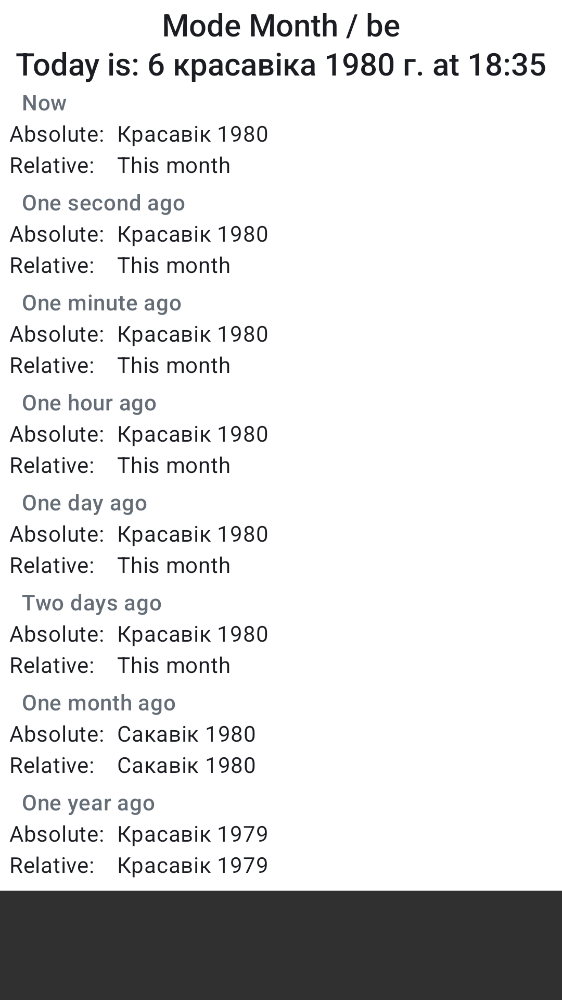 Mode Month / be
Today is: 6 красавіка 1980 г. at 18:35
Now
Absolute: Красавік 1980
Relative: This month
One second ago
Absolute: Красавік 1980
Relative: This month
One minute ago
Absolute: Красавік 1980
Relative: This month
One hour ago
Absolute: Красавік 1980
Relative: This month
One day ago
Absolute: Красавік 1980
Relative: This month
Two days ago
Absolute: Красавік 1980
Relative: This month
One month ago
Absolute: Сакавік 1980
Relative: Сакавік 1980
One year ago
Absolute: Красавік 1979
Relative: Красавік 1979